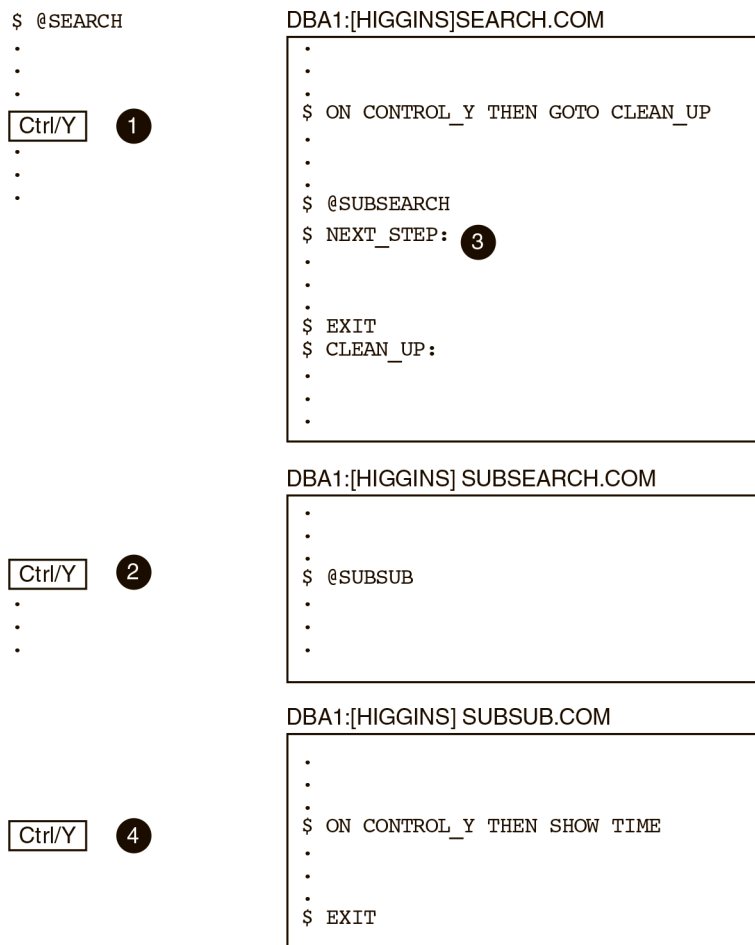 $ @SEARCH
.
.
.
Ctrl/Y 1
.
.
.
DBA1:[HIGGINS]SEARCH.COM
.
.
.
$ ON CONTROL_Y THEN GOTO CLEAN_UP
.
.
.
$ @SUBSEARCH
$ NEXT_STEP: 3
.
.
.
$ EXIT
$ CLEAN_UP:
.
.
.
Ctrl/Y 2
.
.
.
DBA1:[HIGGINS] SUBSEARCH.COM
.
.
.
$ @SUBSUB
.
.
.
Ctrl/Y 4
DBA1:[HIGGINS] SUBSUB.COM
.
.
.
$ ON CONTROL_Y THEN SHOW TIME
.
.
.
$ EXIT